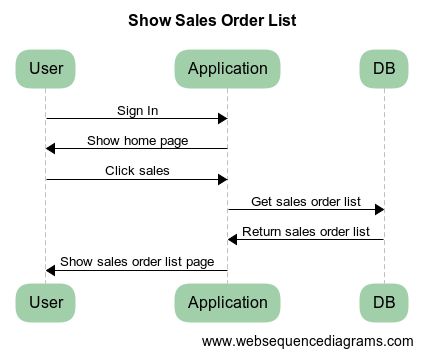 Show Sales Order List
User
Application
DB
Sign In
Show home page
Click sales
Get sales order list
Return sales order list
Show sales order list page
User
Application
DB
www.websequencediagrams.com